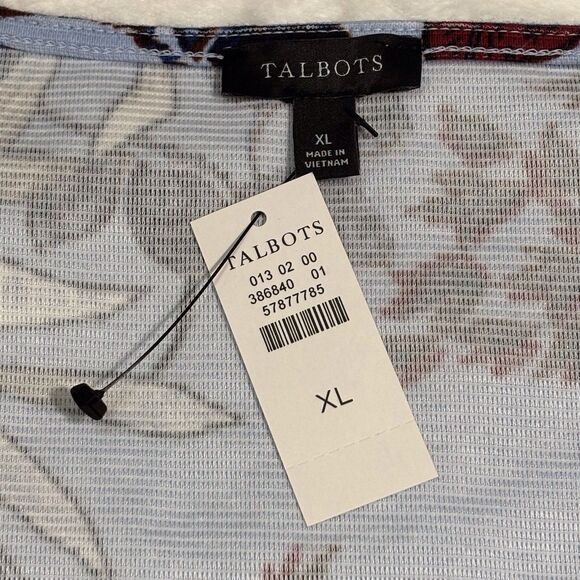 TALBOTS
XL
MADE IN
VIETNAM
TALBOTS
013 02 00
386840 01
57877785
XL